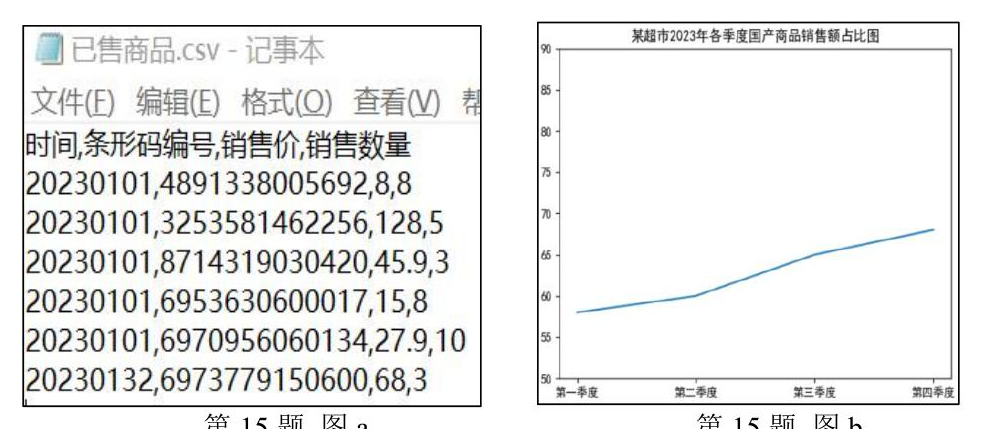 已售商品.csv - 记事本
文件(F) 编辑(E) 格式(O) 查看(V) 帮
时间,条形码编号,销售价,销售数量
20230101,4891338005692,8,8
20230101,3253581462256,128,5
20230101,8714319030420,45.9,3
20230101,6953630600017,15,8
20230101,6970956060134,27.9,10
20230132,6973779150600,68,3
第 15 题 图 a
某超市2023年各季度国产商品销售额占比图
90
85
80
75
70
65
60
55
50
第一季度 第二季度 第三季度 第四季度
第 15 题 图 b